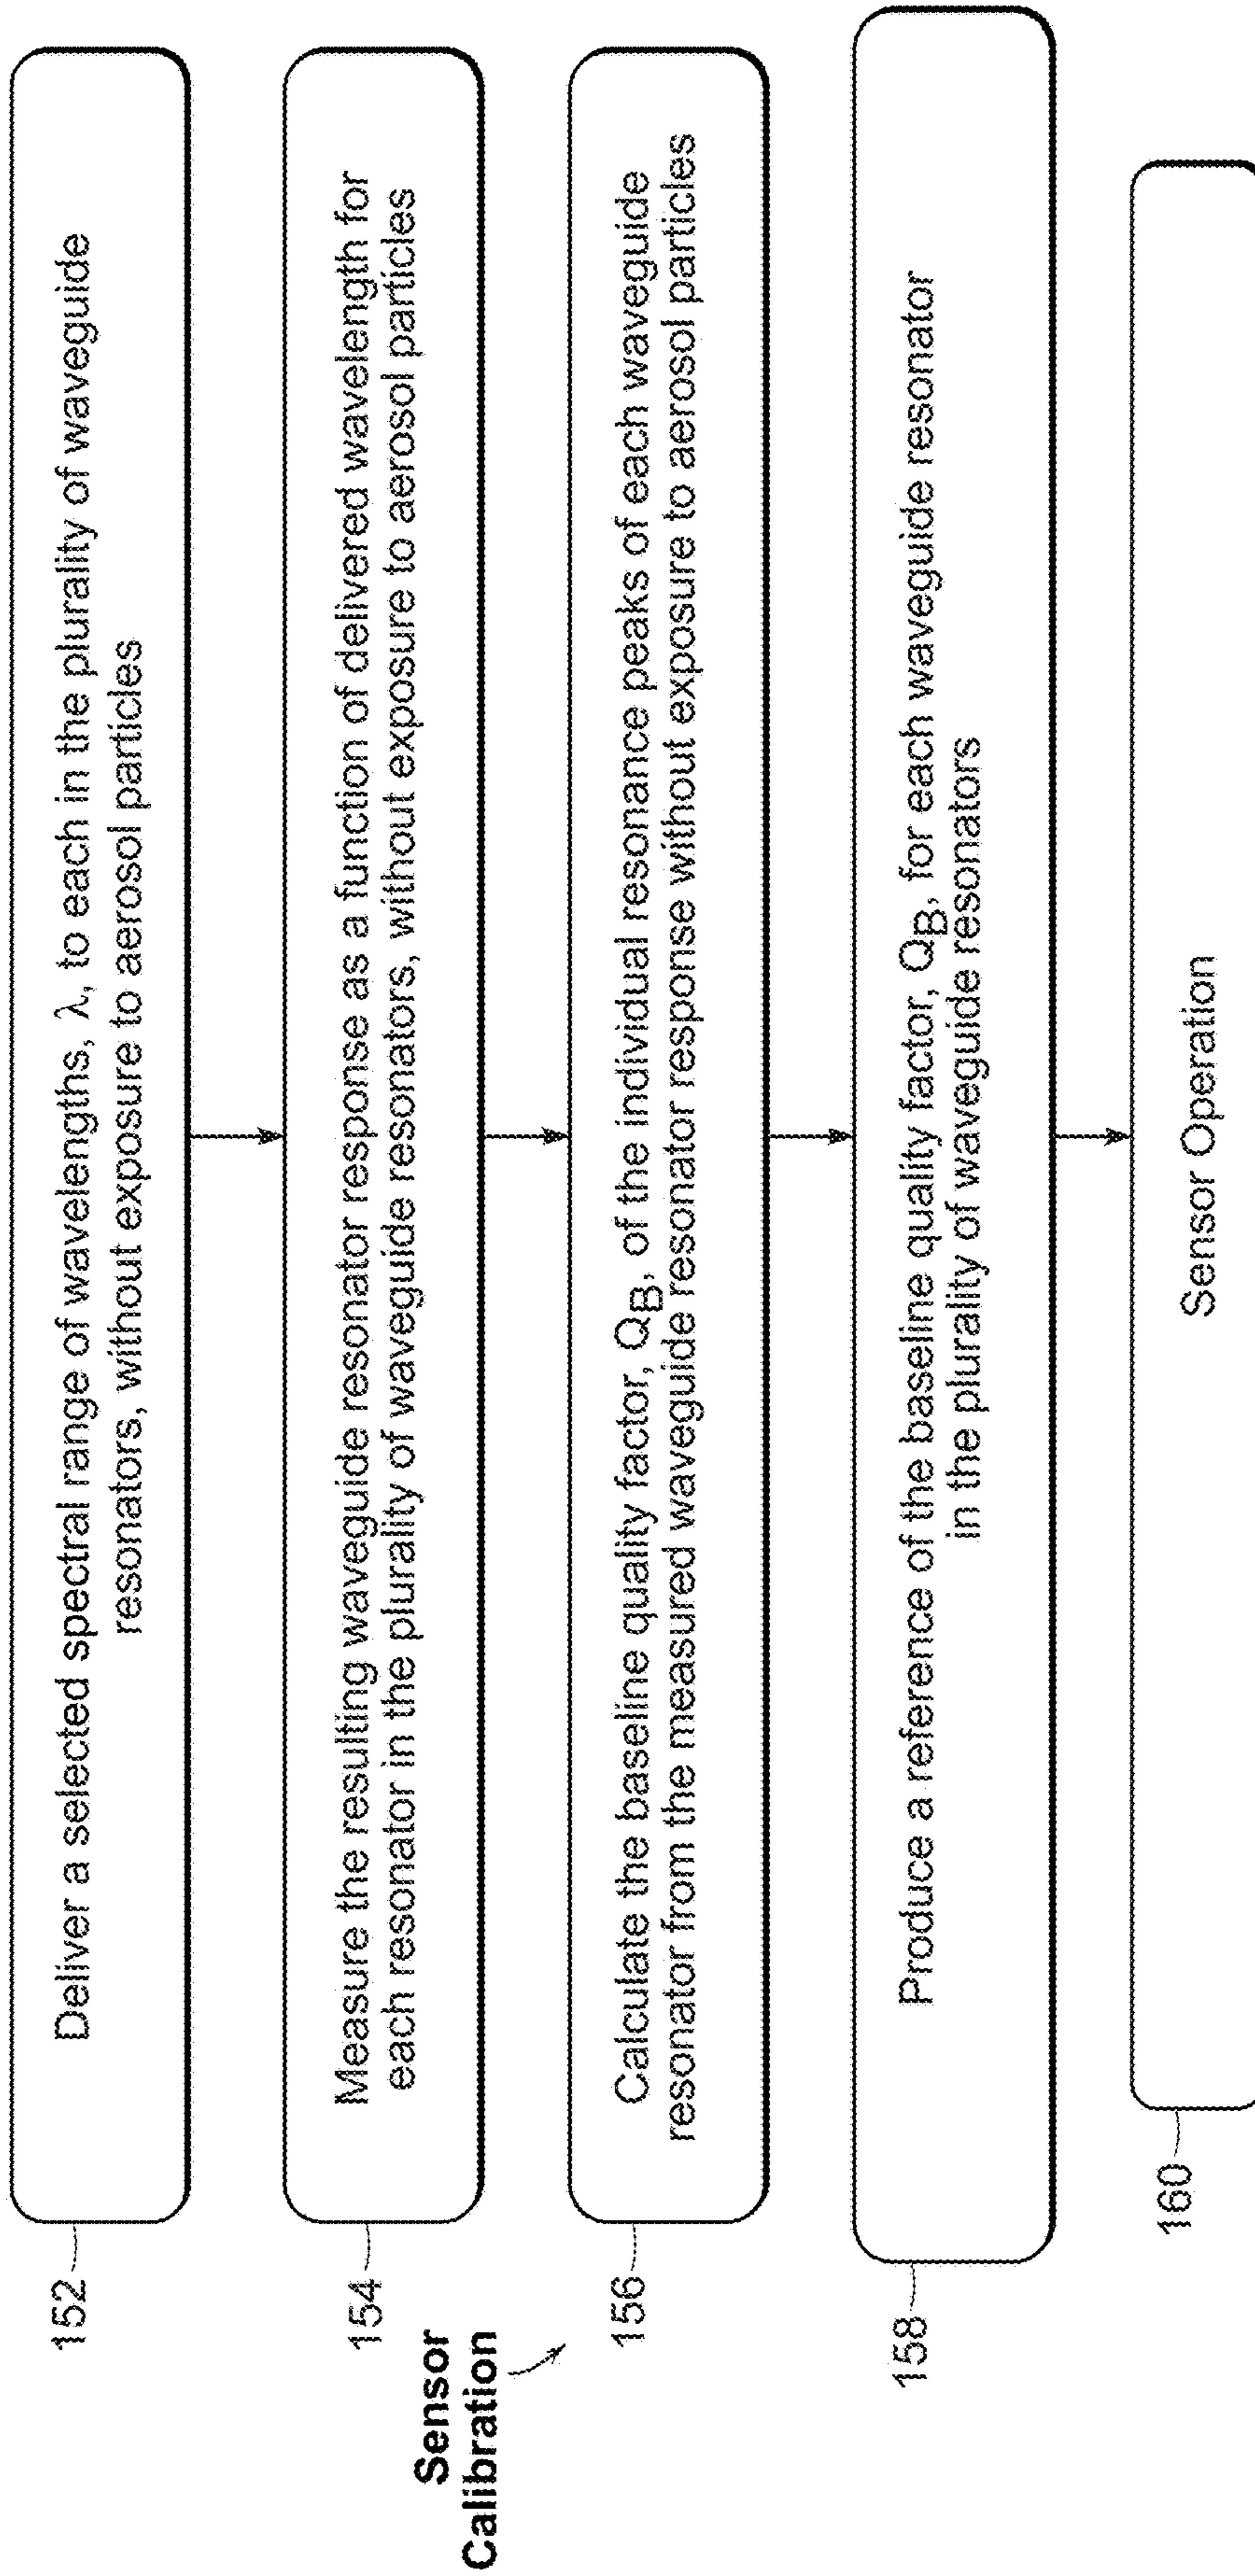 152
Deliver a selected spectral range of wavelengths, λ, to each in the plurality of waveguide
resonators, without exposure to aerosol particles
154
Measure the resulting waveguide resonator response as a function of delivered wavelength for
each resonator in the plurality of waveguide resonators, without exposure to aerosol particles
Sensor
Calibration
156
Calculate the baseline quality factor, QB, of the individual resonance peaks of each waveguide
resonator from the measured waveguide resonator response without exposure to aerosol particles
158
Produce a reference of the baseline quality factor, QB, for each waveguide resonator
in the plurality of waveguide resonators
160
Sensor Operation